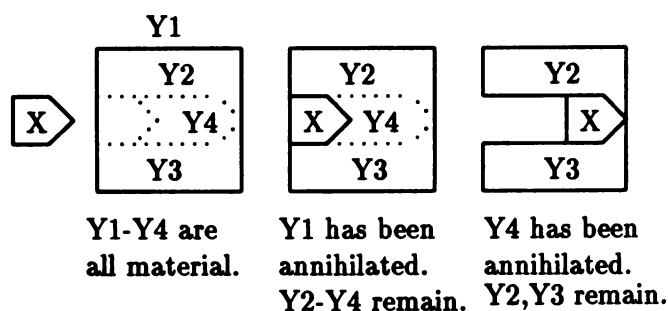 Y1
Y2 Y2 Y2
X Y4 X Y4 X
Y3 Y3 Y3
Y1-Y4 are
all material.
Y1 has been
annihilated.
Y2-Y4 remain.
Y4 has been
annihilated.
Y2,Y3 remain.